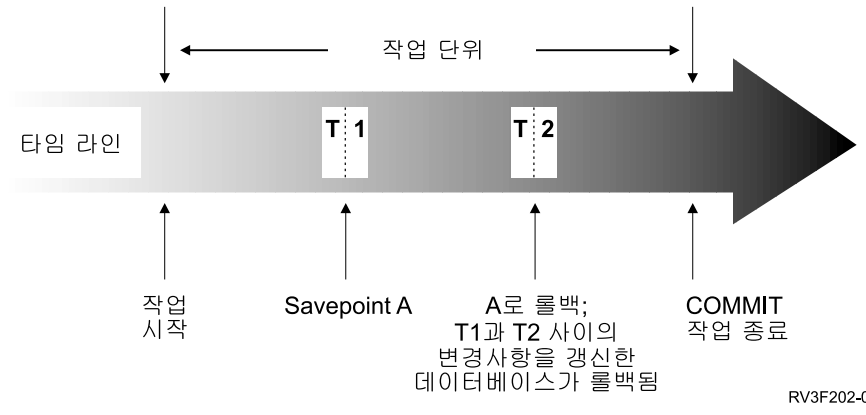 작업 단위
타임 라인
T 1
T 2
작업
시작
Savepoint A
A로 롤백;
T1과 T2 사이의
변경사항을 갱신한
데이터베이스가 롤백됨
COMMIT
작업 종료
RV3F202-0